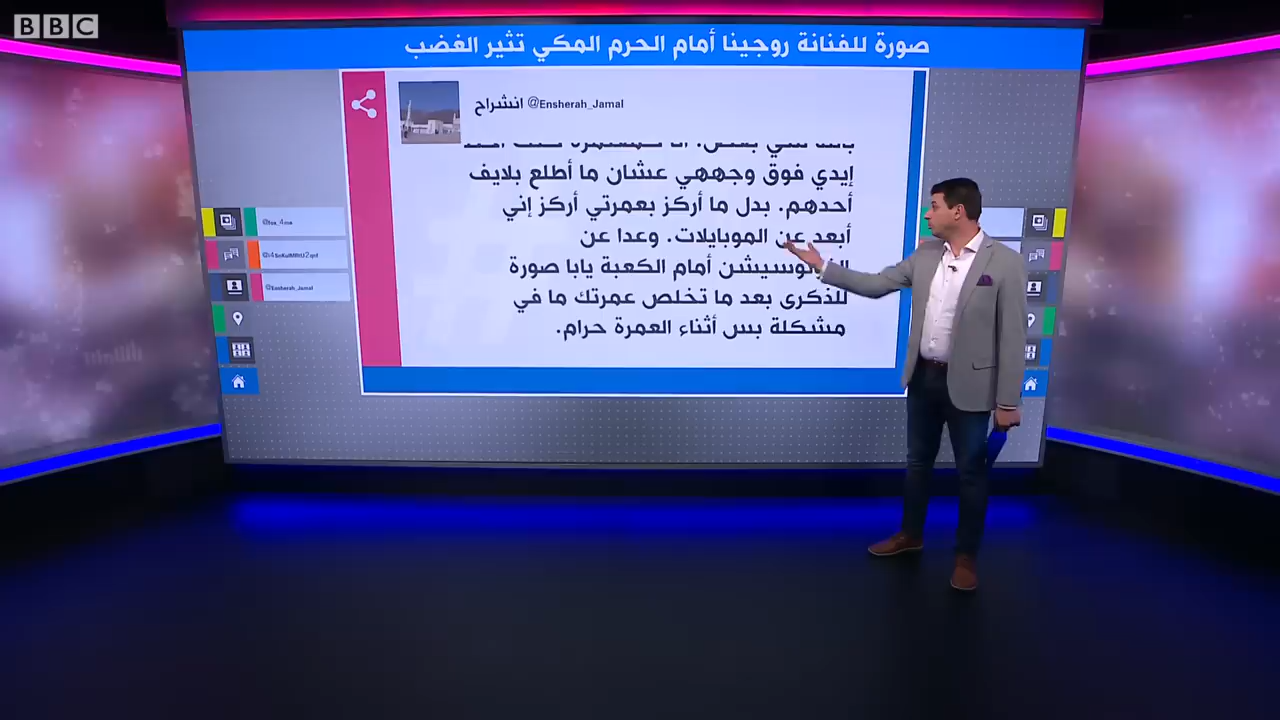 BBC
صورة للفنانة روجينا أمام الحرم المكي تثير الغضب
انشراح @Ensherah_Jamal
إيدي فوق وجههي عشان ما أطلع بلايف
أحدهم. بدل ما أركز بعمرتي أركز إني
أبعد عن الموبايلات. وعدا عن
الفوتوسيشن أمام الكعبة يابا صورة
للذكرى بعد ما تخلص عمرتك ما في
مشكلة بس أثناء العمرة حرام.
@Ensherah_Jamal